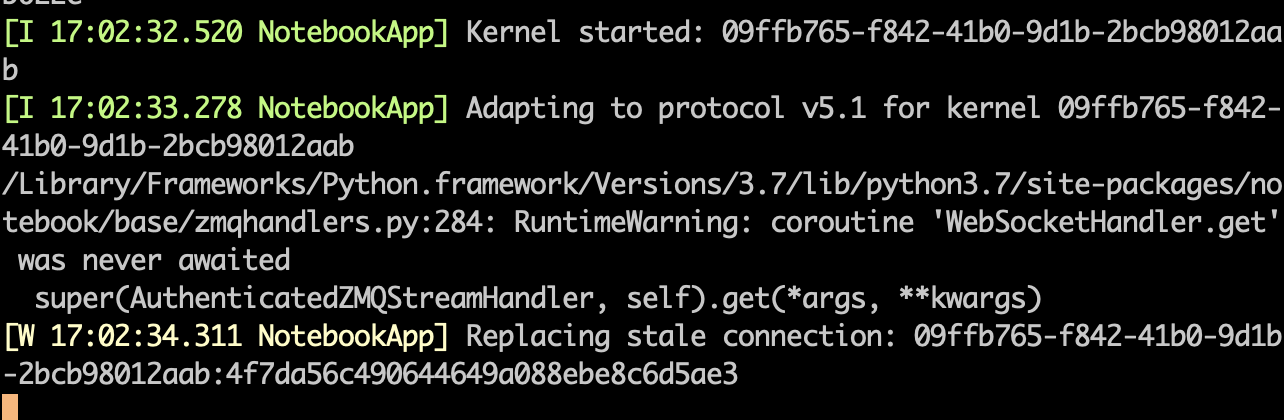 [I 17:02:32.520 NotebookApp] Kernel started: 09ffb765-f842-41b0-9d1b-2bcb98012aa
b
[I 17:02:33.278 NotebookApp] Adapting to protocol v5.1 for kernel 09ffb765-f842-
41b0-9d1b-2bcb98012aab
/Library/Frameworks/Python.framework/Versions/3.7/lib/python3.7/site-packages/no
tebook/base/zmqhandlers.py:284: RuntimeWarning: coroutine 'WebSocketHandler.get'
 was never awaited
  super(AuthenticatedZMQStreamHandler, self).get(*args, **kwargs)
[W 17:02:34.311 NotebookApp] Replacing stale connection: 09ffb765-f842-41b0-9d1b
-2bcb98012aab:4f7da56c490644649a088ebe8c6d5ae3